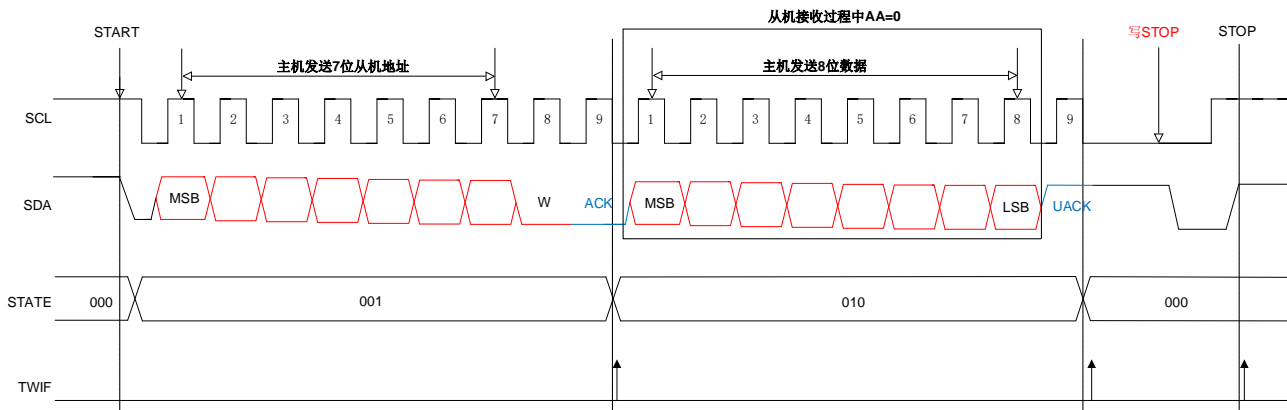 从机接收过程中AA=0
START
写STOP
STOP
主机发送7位从机地址
主机发送8位数据
SCL
1 2 3 4 5 6 7 8 9 1 2 3 4 5 6 7 8 9
SDA
MSB W ACK MSB LSB UACK
STATE
000 001 010 000
TWIF